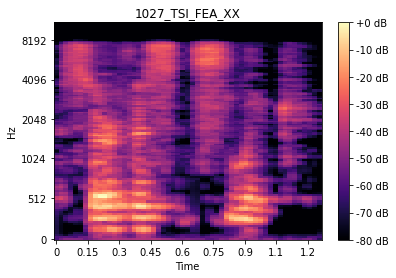 1027_TSI_FEA_XX
Hz
8192
4096
2048
1024
512
0
0 0.15 0.3 0.45 0.6 0.75 0.9 1.1 1.2
Time
+0 dB
-10 dB
-20 dB
-30 dB
-40 dB
-50 dB
-60 dB
-70 dB
-80 dB